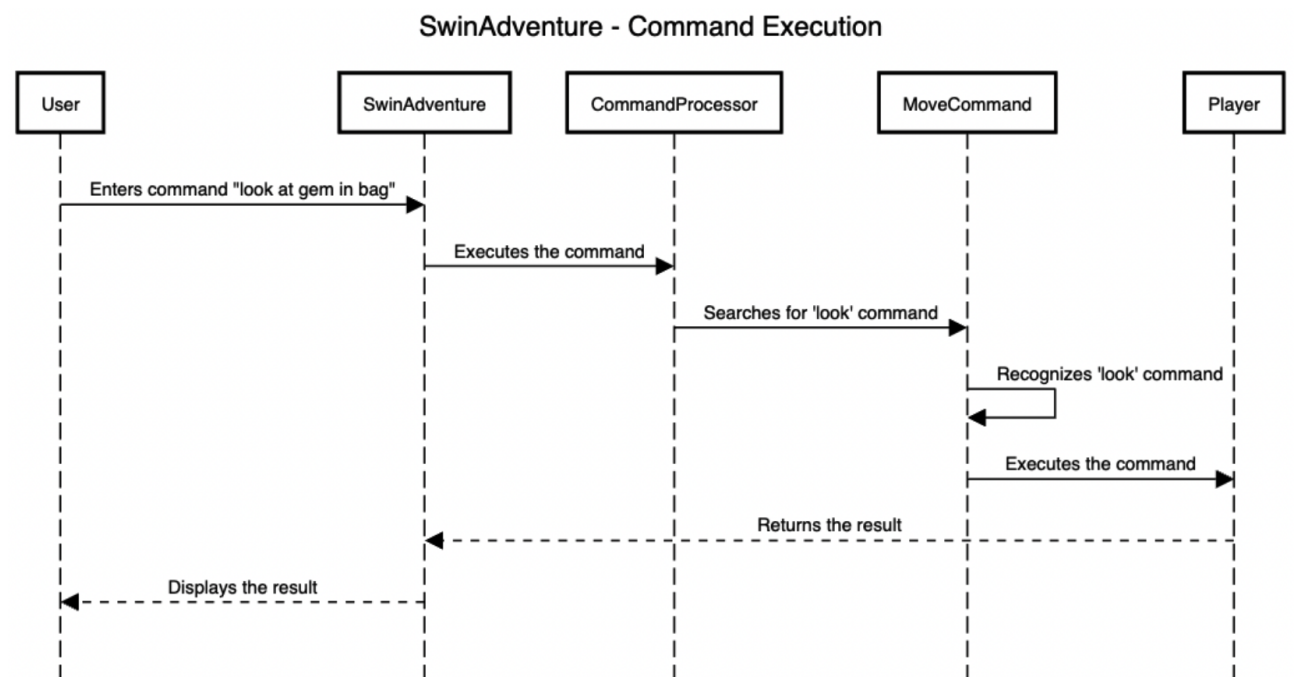 SwinAdventure - Command Execution
User
SwinAdventure
CommandProcessor
MoveCommand
Player
Enters command "look at gem in bag"
Executes the command
Searches for 'look' command
Recognizes 'look' command
Executes the command
Returns the result
Displays the result